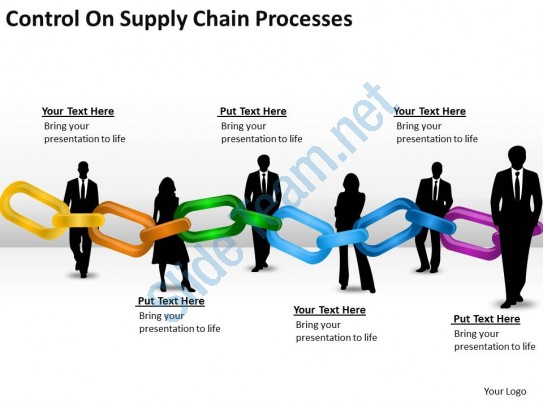 Control On Supply Chain Processes
Your Text Here
Bring your
presentation to life
Put Text Here
Bring your
presentation to life
Your Text Here
Bring your
presentation to life
Put Text Here
Bring your
presentation to life
Your Text Here
Bring your
presentation to life
Put Text Here
Bring your
presentation to life
Your Logo
SlideTeam.net